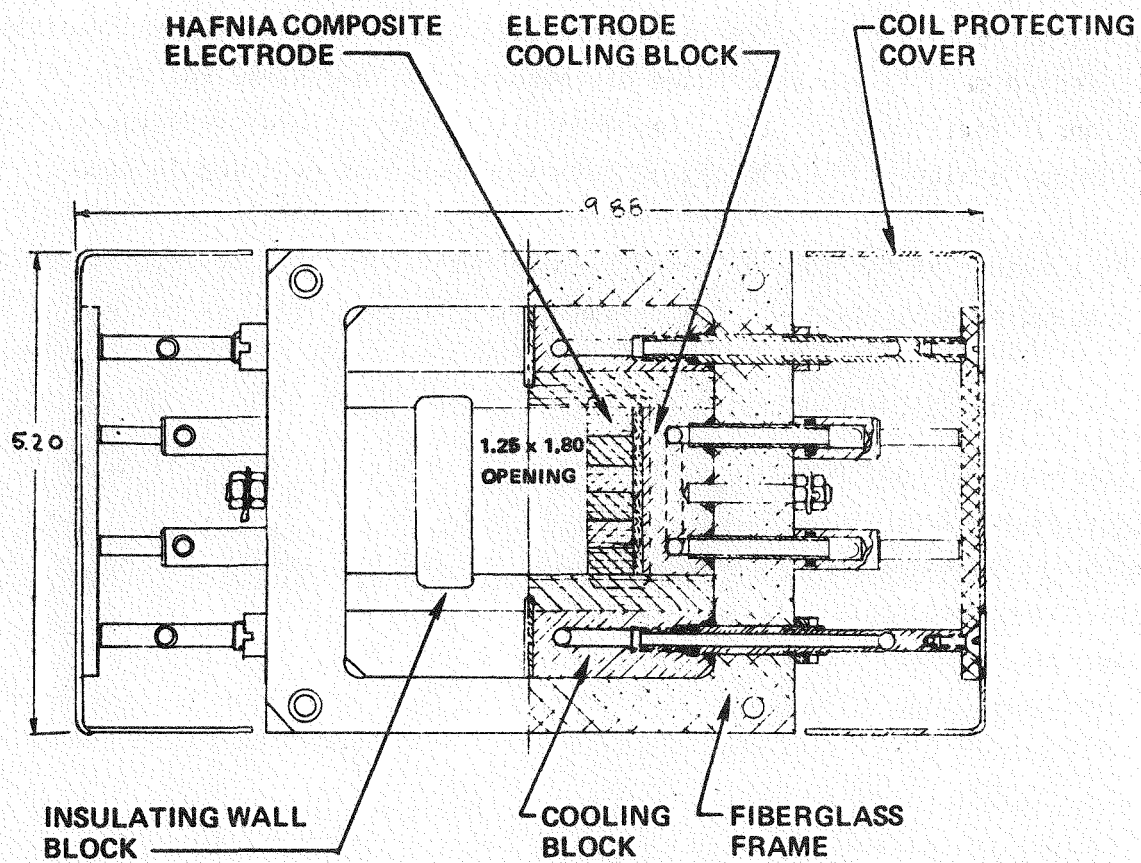 HAFNIA COMPOSITE
ELECTRODE
ELECTRODE
COOLING BLOCK
COIL PROTECTING
COVER
9 88
5.20
1.25 x 1.80
OPENING
INSULATING WALL
BLOCK
COOLING
BLOCK
FIBERGLASS
FRAME